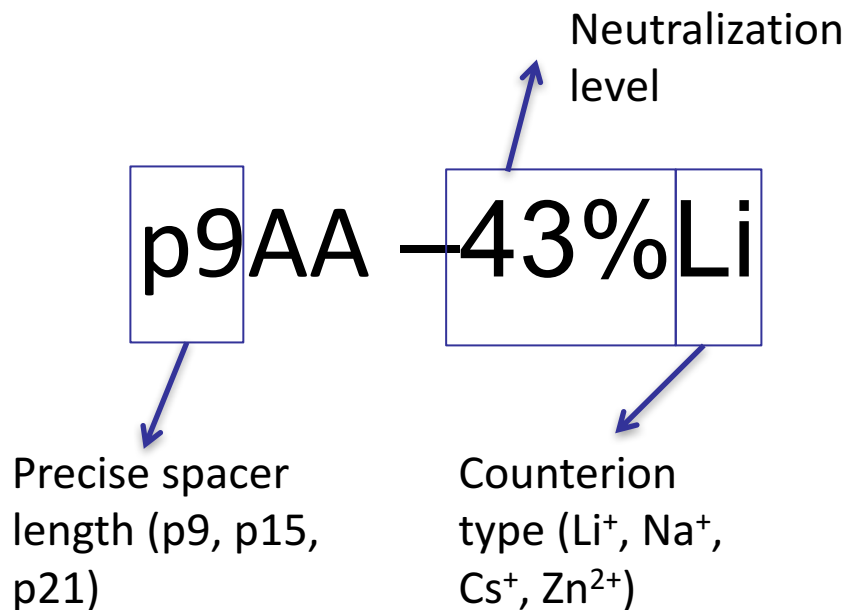 Neutralization
level
p9AA –43%Li
Precise spacer
length (p9, p15,
p21)
Counterion
type (Li⁺, Na⁺,
Cs⁺, Zn²⁺)